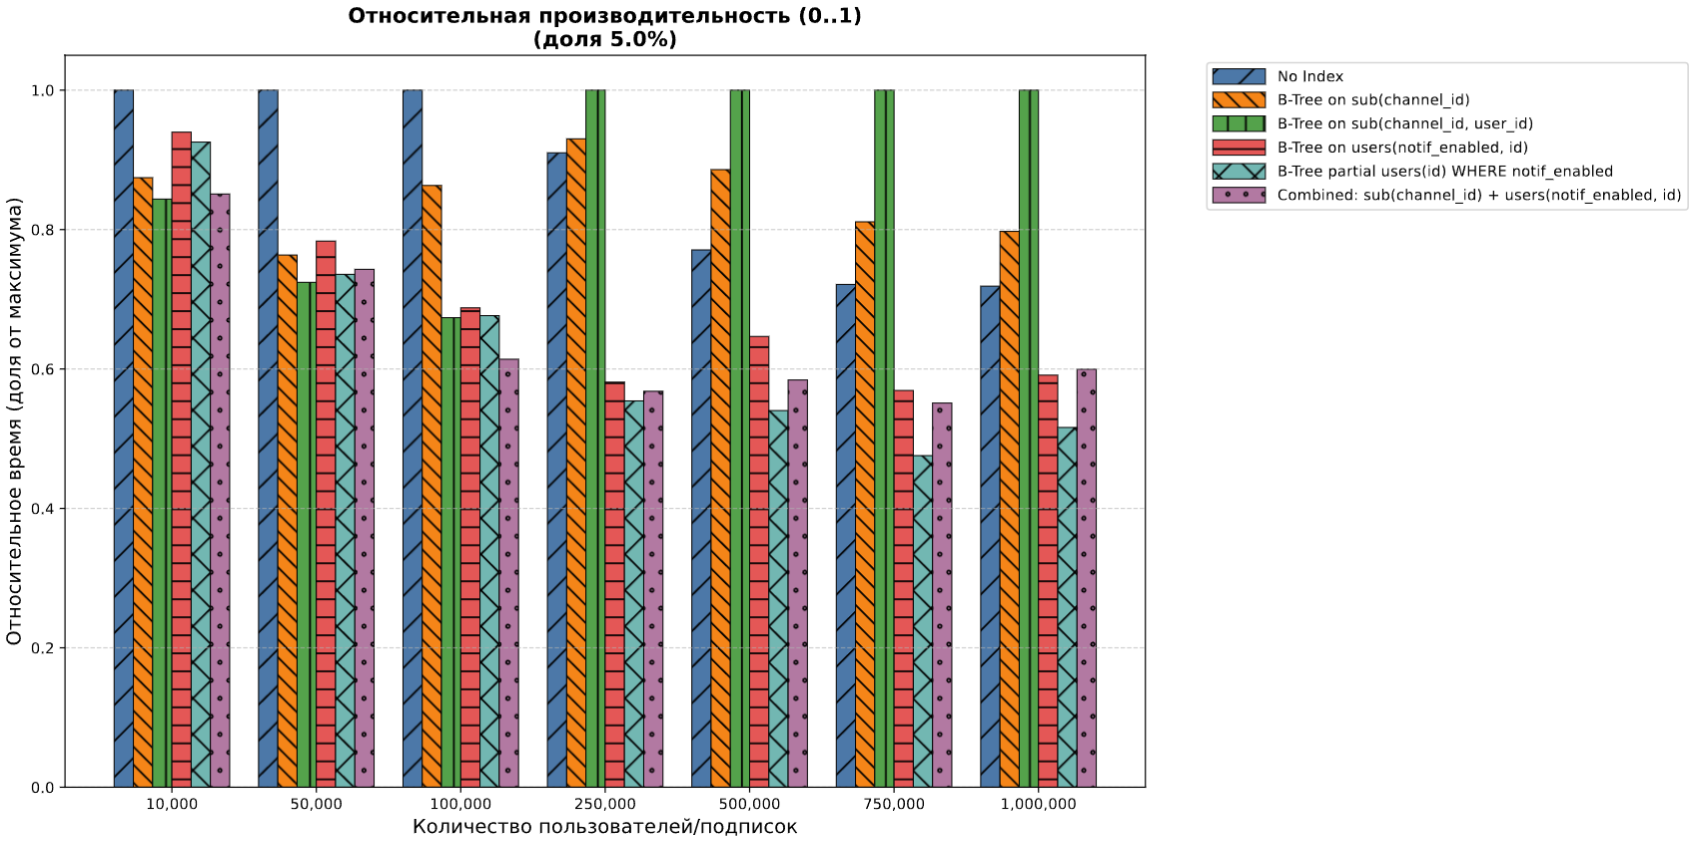 Относительная производительность (0..1)
(доля 5.0%)
Относительное время (доля от максимума)
1.0
0.8
0.6
0.4
0.2
0.0
10,000
50,000
100,000
250,000
500,000
750,000
1,000,000
Количество пользователей/подписок
No Index
B-Tree on sub(channel_id)
B-Tree on sub(channel_id, user_id)
B-Tree on users(notif_enabled, id)
B-Tree partial users(id) WHERE notif_enabled
Combined: sub(channel_id) + users(notif_enabled, id)